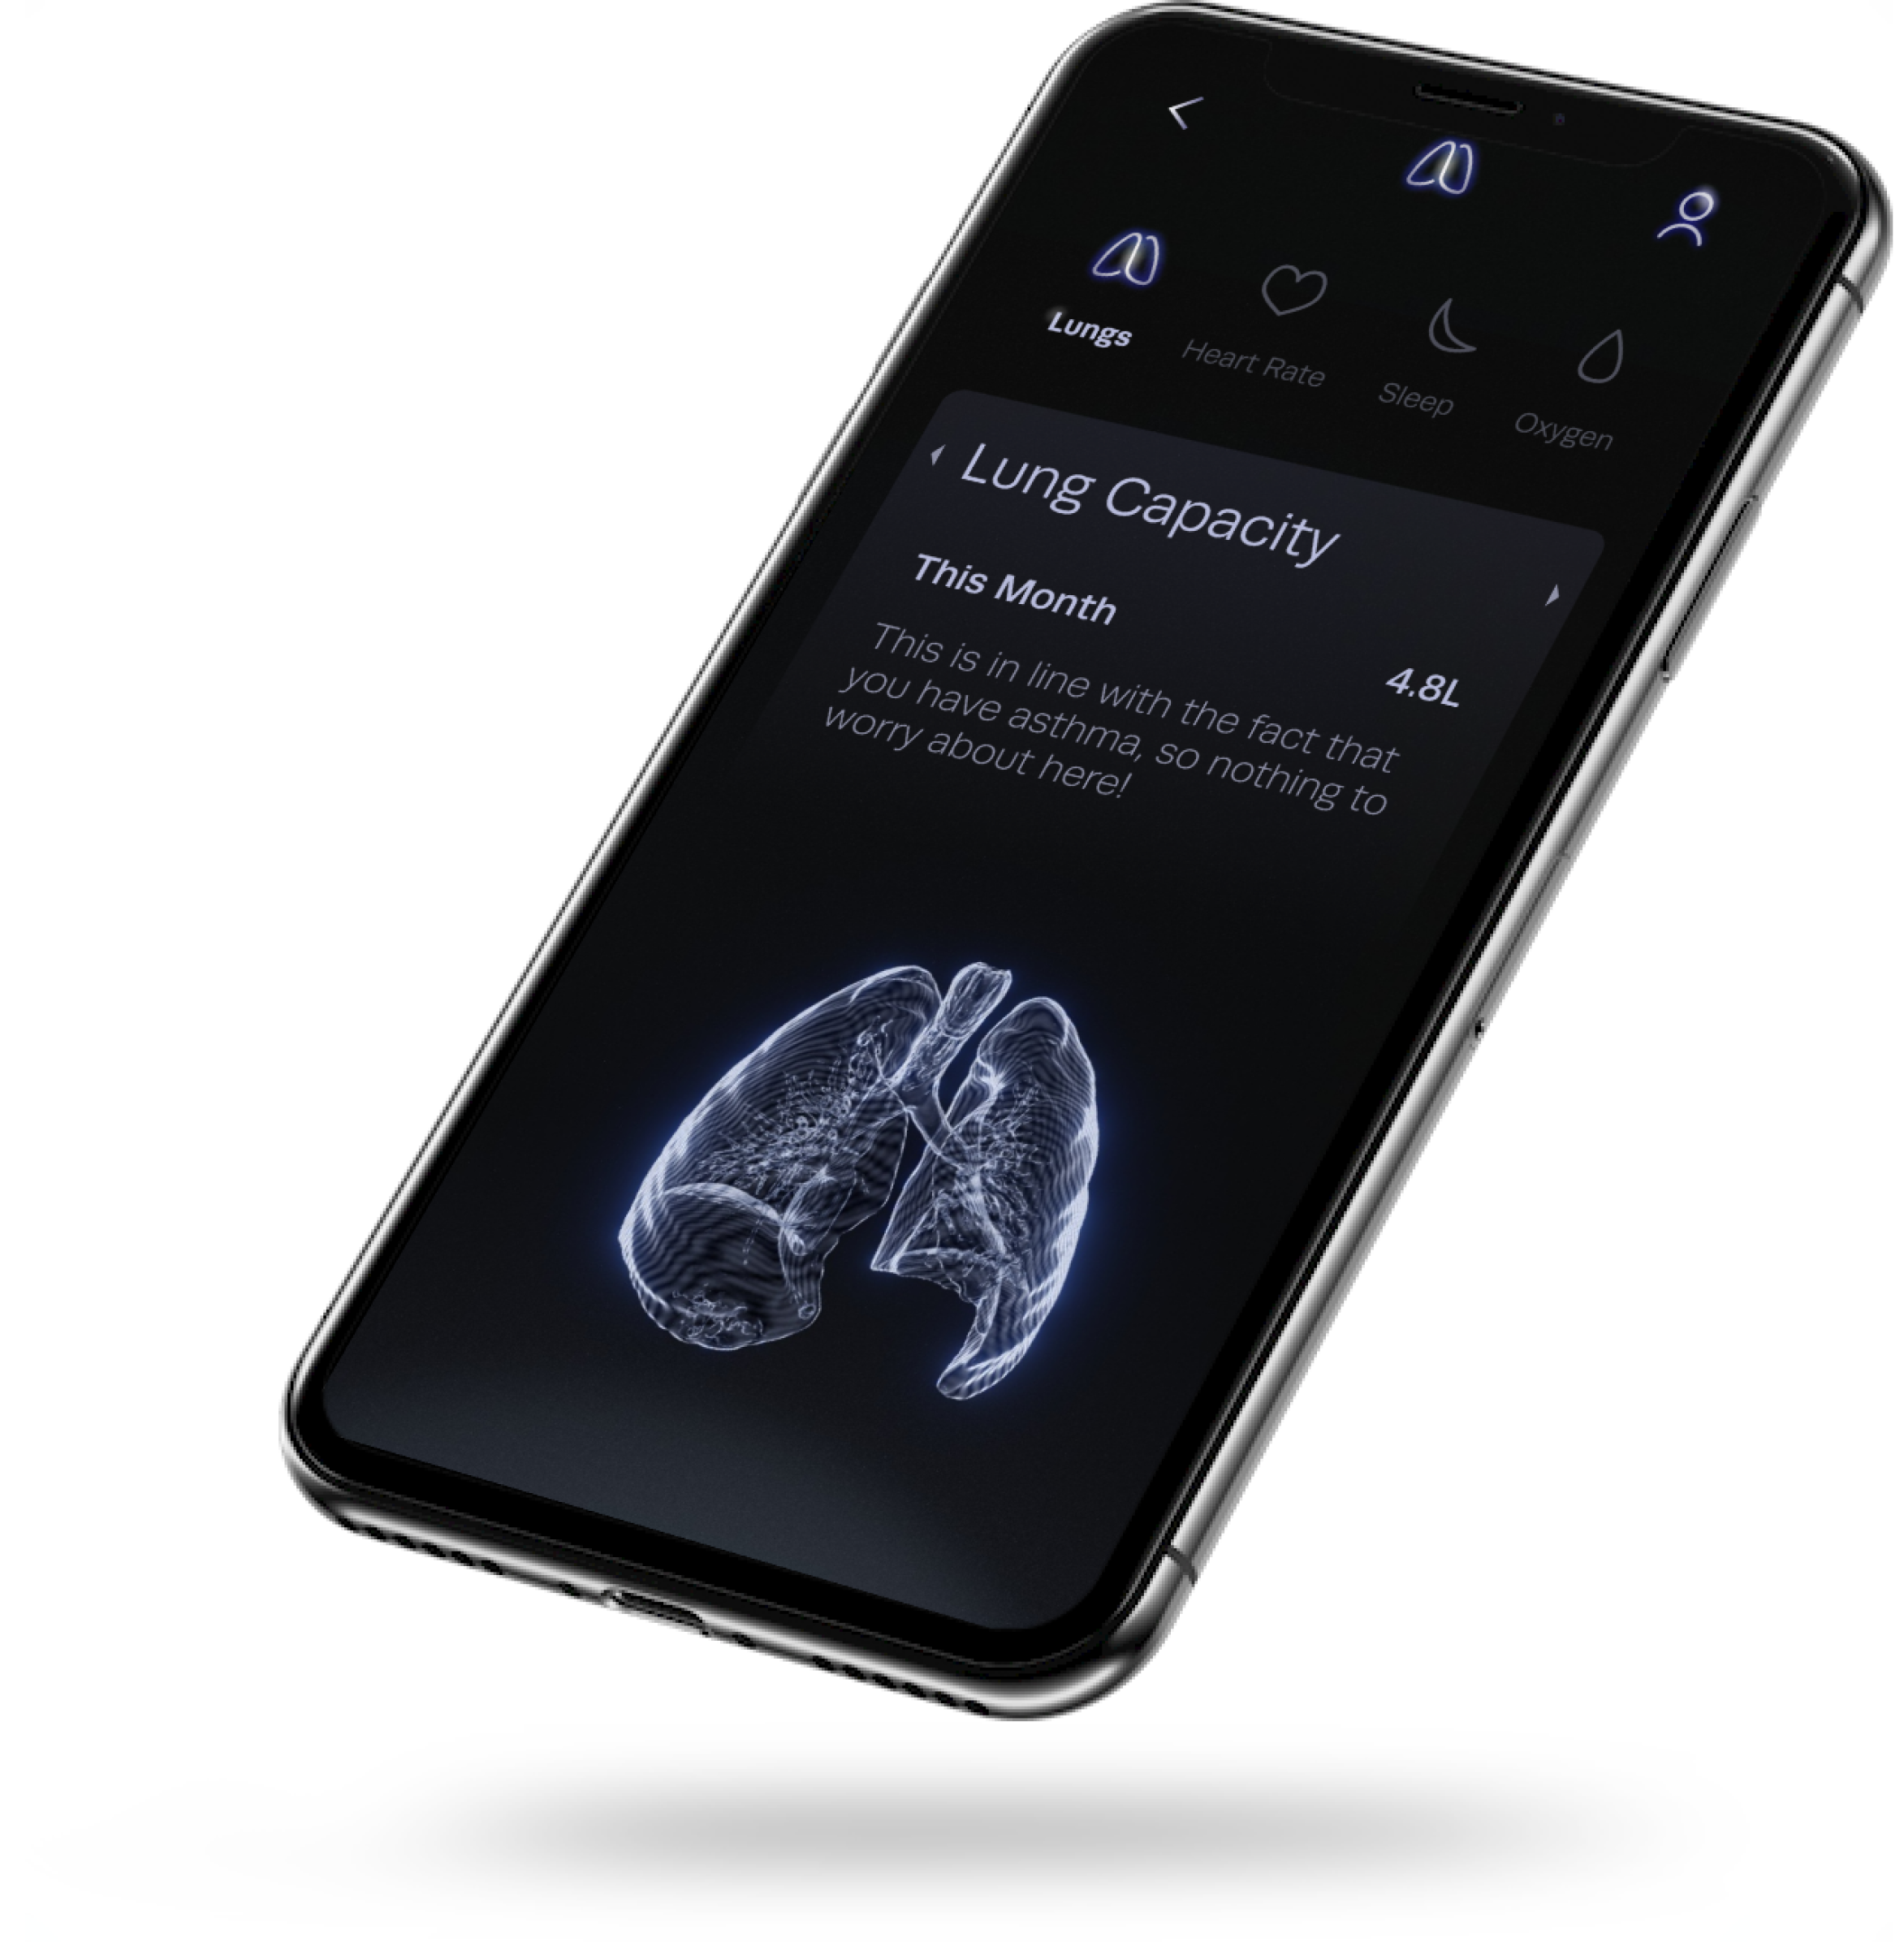 Lungs
Heart Rate
Sleep
Oxygen
Lung Capacity
This Month
4.8L
This is in line with the fact that
you have asthma, so nothing to
worry about here!